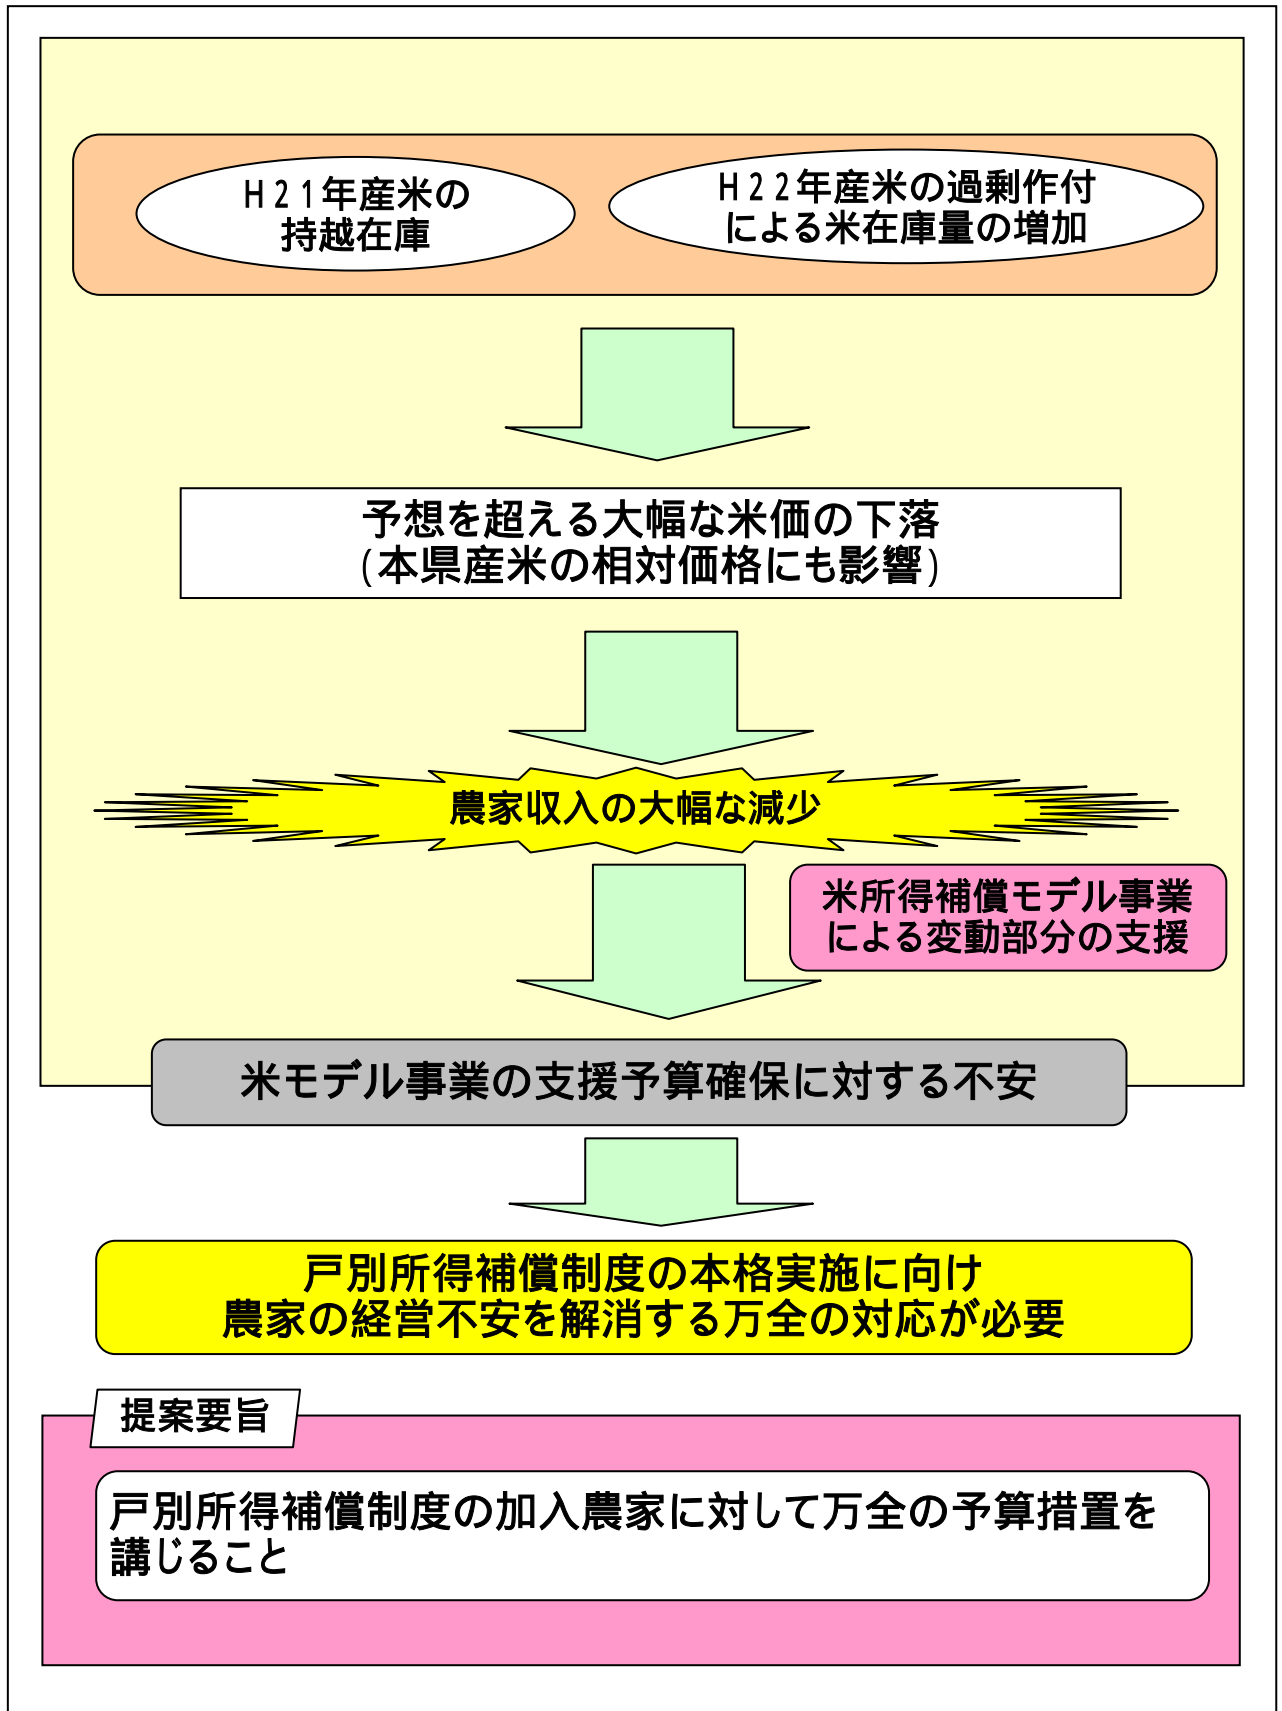 H21年産米の
持越在庫
H22年産米の過剰作付
による米在庫量の増加
予想を超える大幅な米価の下落
(本県産米の相対価格にも影響)
農家収入の大幅な減少
米所得補償モデル事業
による変動部分の支援
米モデル事業の支援予算確保に対する不安
戸別所得補償制度の本格実施に向け
農家の経営不安を解消する万全の対応が必要
提案要旨
戸別所得補償制度の加入農家に対して万全の予算措置を
講じること